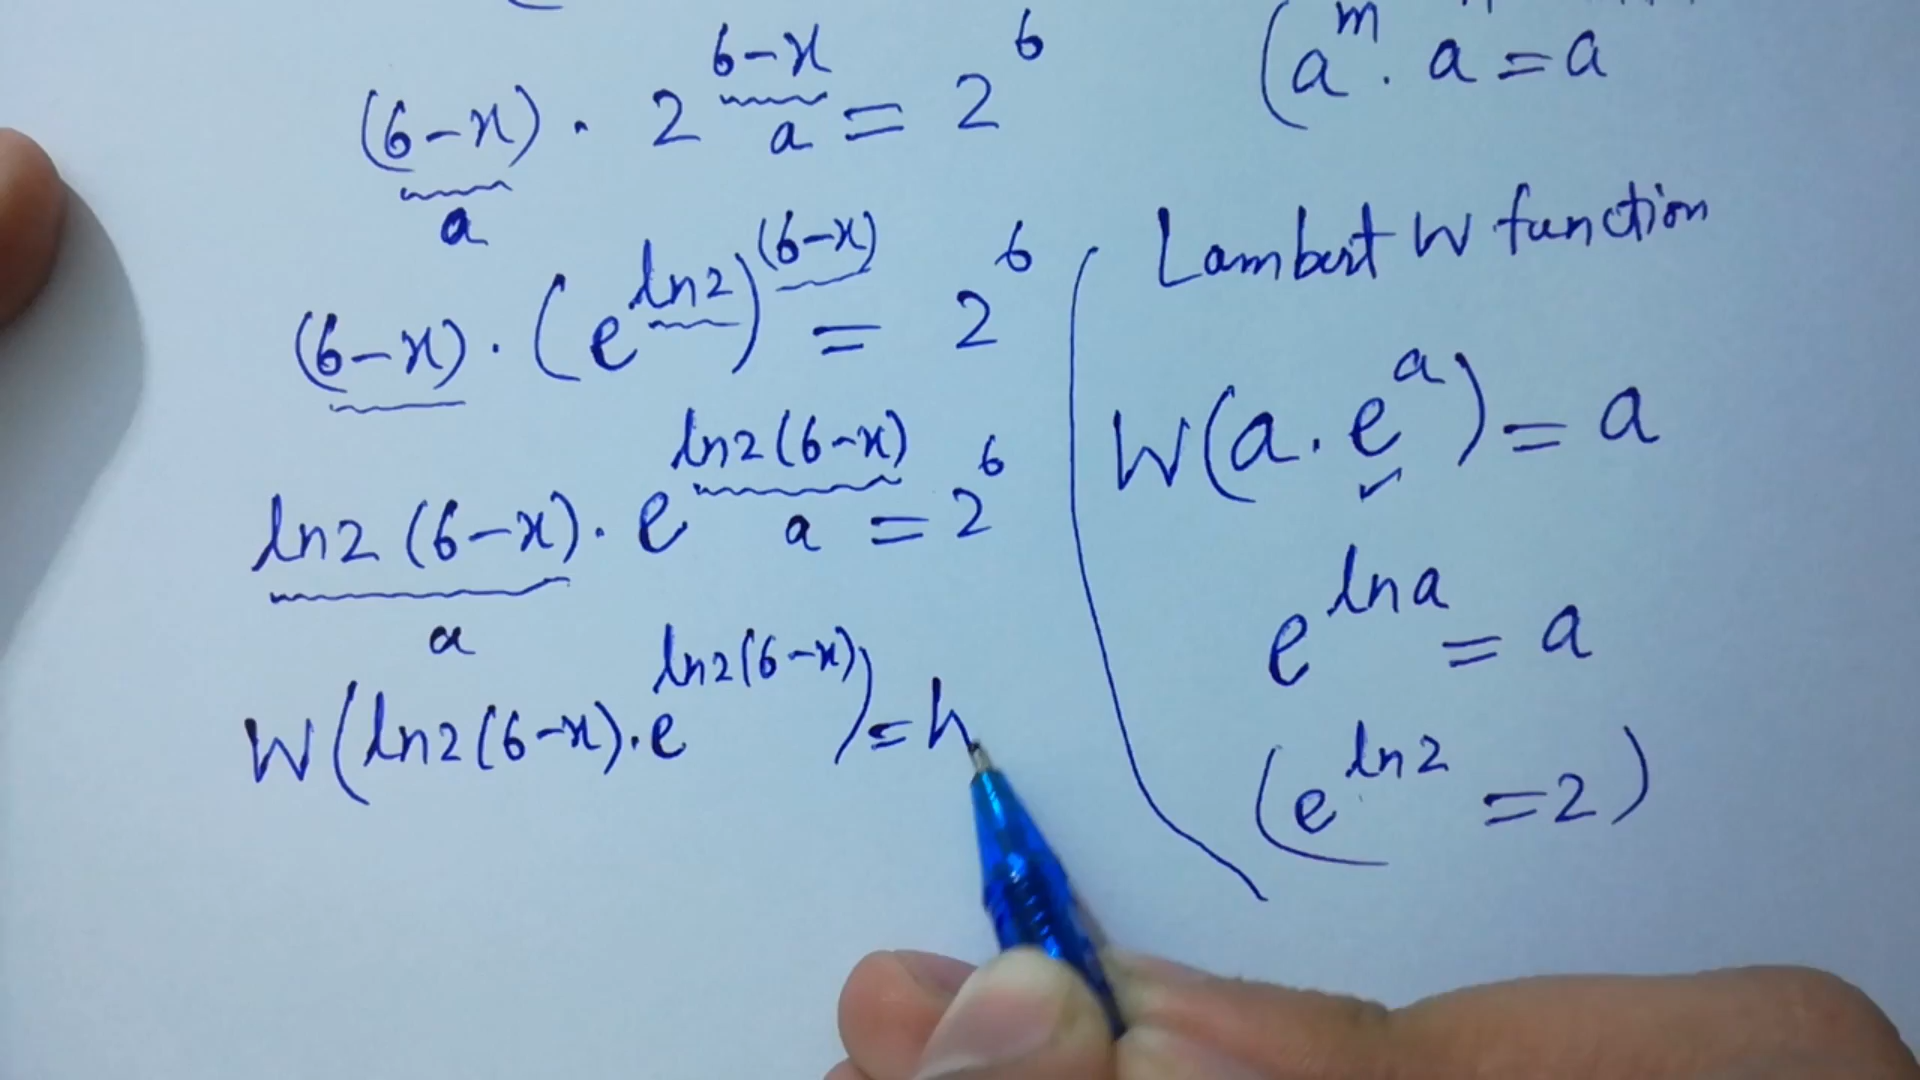 (6-x) · 2^(6-x) = 2^6
a a
(6-x) · (e^(ln2))^(6-x) = 2^6
ln2 (6-x) · e^(ln2(6-x)) = 2^6
a a
W(ln2(6-x)·e^(ln2(6-x))) =
(a^m · a = a
Lambert W function
W(a·e^a) = a
e^(lna) = a
(e^(ln2) = 2)